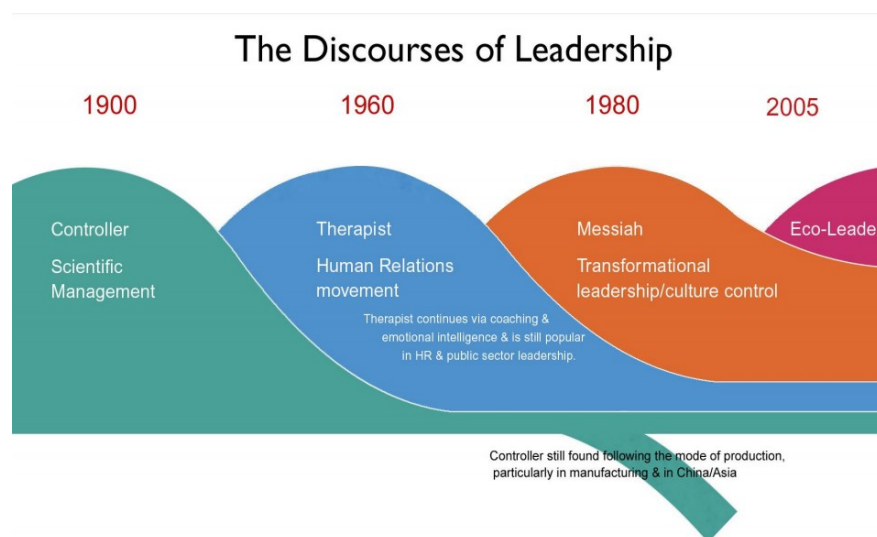 The Discourses of Leadership
1900
1960
1980
2005
Controller
Scientific
Management
Therapist
Human Relations
movement
Therapist continues via coaching &
emotional intelligence & is still popular
in HR & public sector leadership.
Messiah
Transformational
leadership/culture control
Eco-Leade
Controller still found following the mode of production,
particularly in manufacturing & in China/Asia